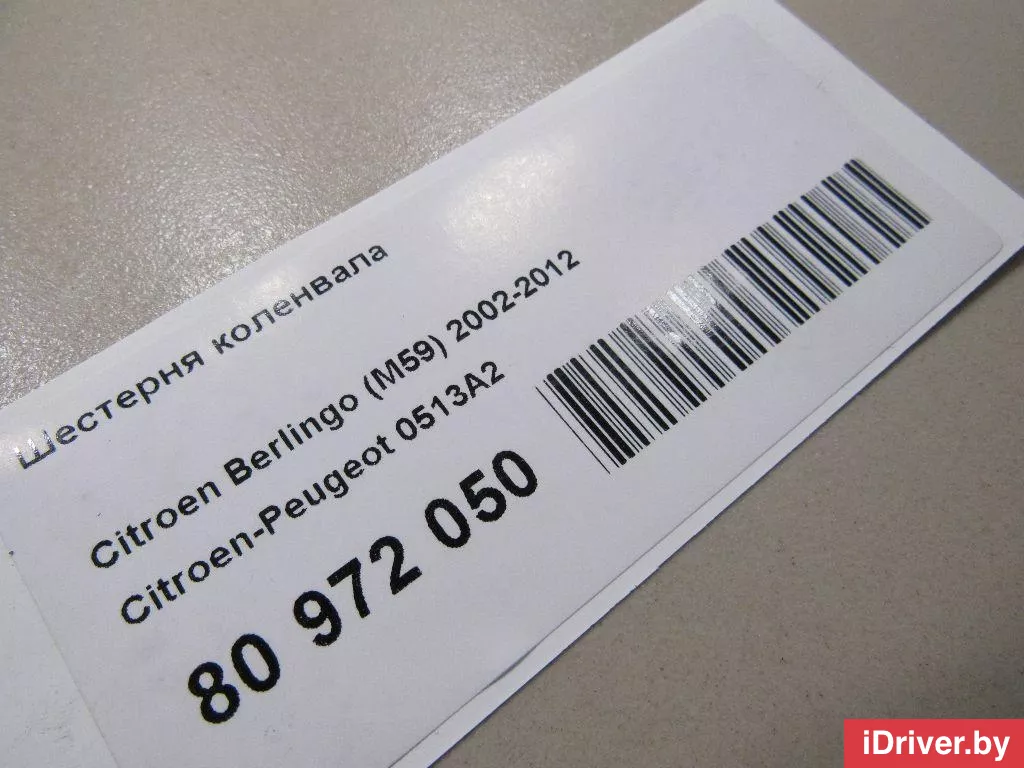 Шестерня коленвала
Citroen Berlingo (M59) 2002-2012
Citroen-Peugeot 0513A2
80 972 050
iDriver.by